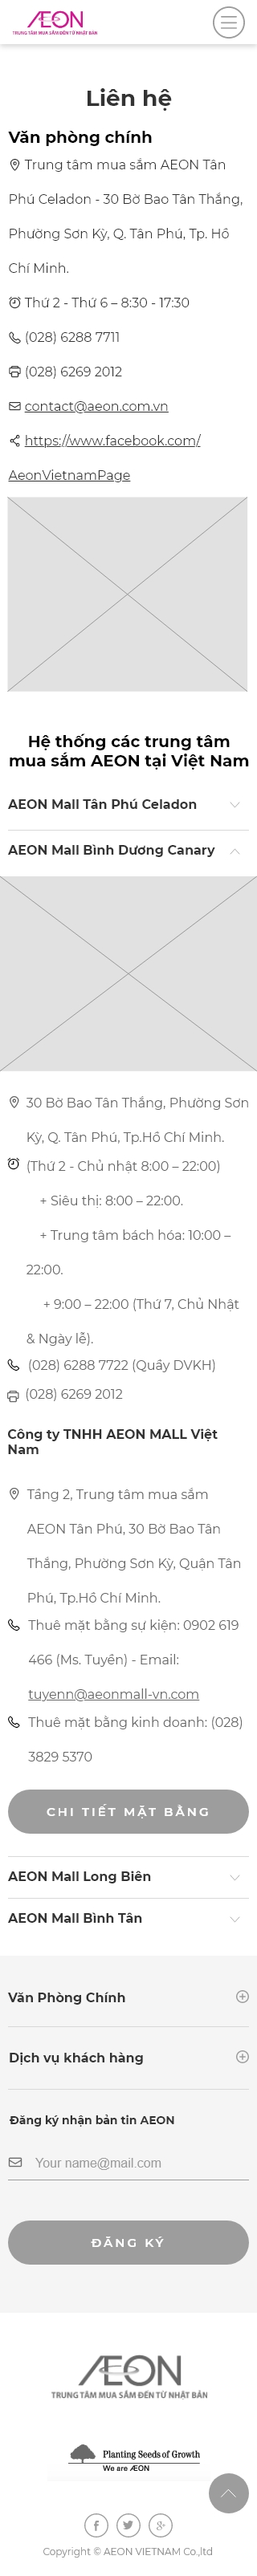 ÆON
TRUNG TÂM MUA SẮM ĐẾN TỪ NHẬT BẢN
Liên hệ
Văn phòng chính
Trung tâm mua sắm AEON Tân
Phú Celadon - 30 Bờ Bao Tân Thắng,
Phường Sơn Kỳ, Q. Tân Phú, Tp. Hồ
Chí Minh.
Thứ 2 - Thứ 6 – 8:30 - 17:30
(028) 6288 7711
(028) 6269 2012
contact@aeon.com.vn
https://www.facebook.com/
AeonVietnamPage
Hệ thống các trung tâm
mua sắm AEON tại Việt Nam
AEON Mall Tân Phú Celadon
AEON Mall Bình Dương Canary
30 Bờ Bao Tân Thắng, Phường Sơn
Kỳ, Q. Tân Phú, Tp.Hồ Chí Minh.
(Thứ 2 - Chủ nhật 8:00 – 22:00)
+ Siêu thị: 8:00 – 22:00.
+ Trung tâm bách hóa: 10:00 –
22:00.
+ 9:00 – 22:00 (Thứ 7, Chủ Nhật
& Ngày lễ).
(028) 6288 7722 (Quầy DVKH)
(028) 6269 2012
Công ty TNHH AEON MALL Việt
Nam
Tầng 2, Trung tâm mua sắm
AEON Tân Phú, 30 Bờ Bao Tân
Thắng, Phường Sơn Kỳ, Quận Tân
Phú, Tp.Hồ Chí Minh.
Thuê mặt bằng sự kiện: 0902 619
466 (Ms. Tuyền) - Email:
tuyenn@aeonmall-vn.com
Thuê mặt bằng kinh doanh: (028)
3829 5370
CHI TIẾT MẶT BẰNG
AEON Mall Long Biên
AEON Mall Bình Tân
Văn Phòng Chính
Dịch vụ khách hàng
Đăng ký nhận bản tin AEON
Your name@mail.com
ĐĂNG KÝ
ÆON
TRUNG TÂM MUA SẮM ĐẾN TỪ NHẬT BẢN
Planting Seeds of Growth
We are ÆON
Copyright © AEON VIETNAM Co.,ltd